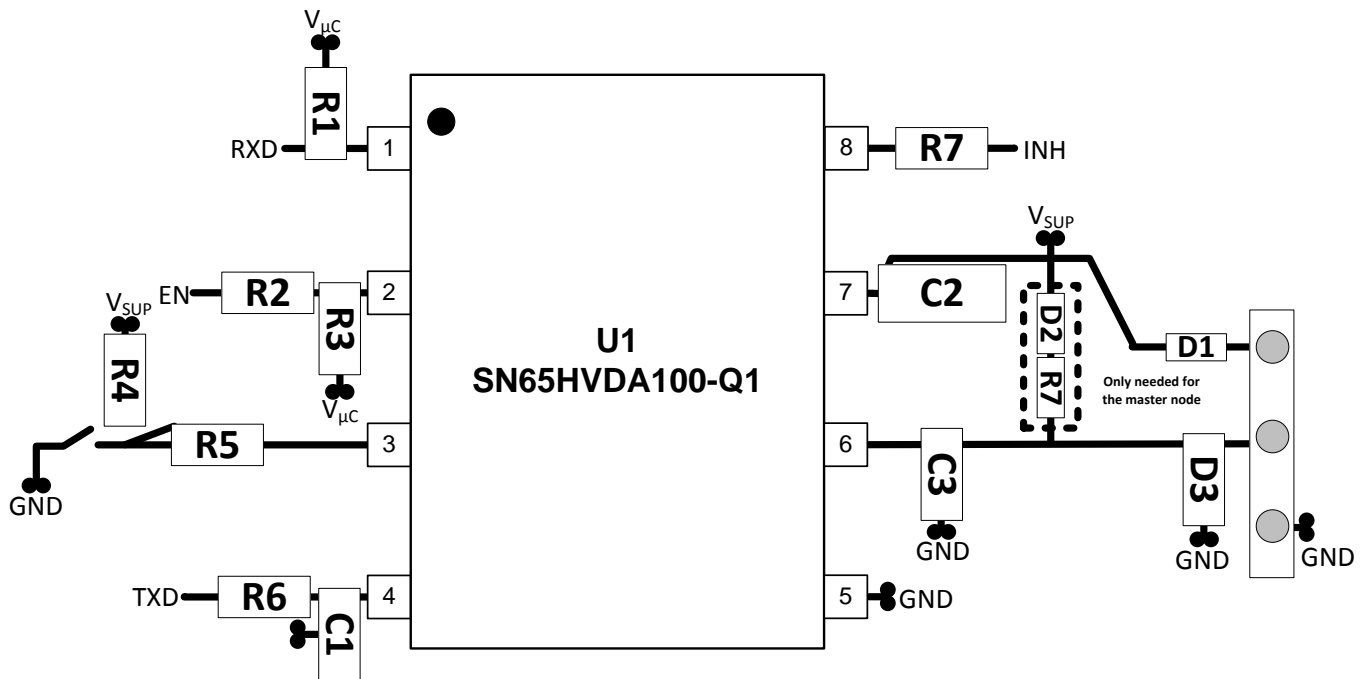 VµC
R1
RXD
1
8
R7
INH
VSUP
EN
R2
2
R3
VµC
7
C2
D2
R7
D1
Only needed for
the master node
U1
SN65HVDA100-Q1
VSUP
R4
R5
3
GND
6
C3
GND
D3
GND
GND
TXD
R6
4
C1
5
GND